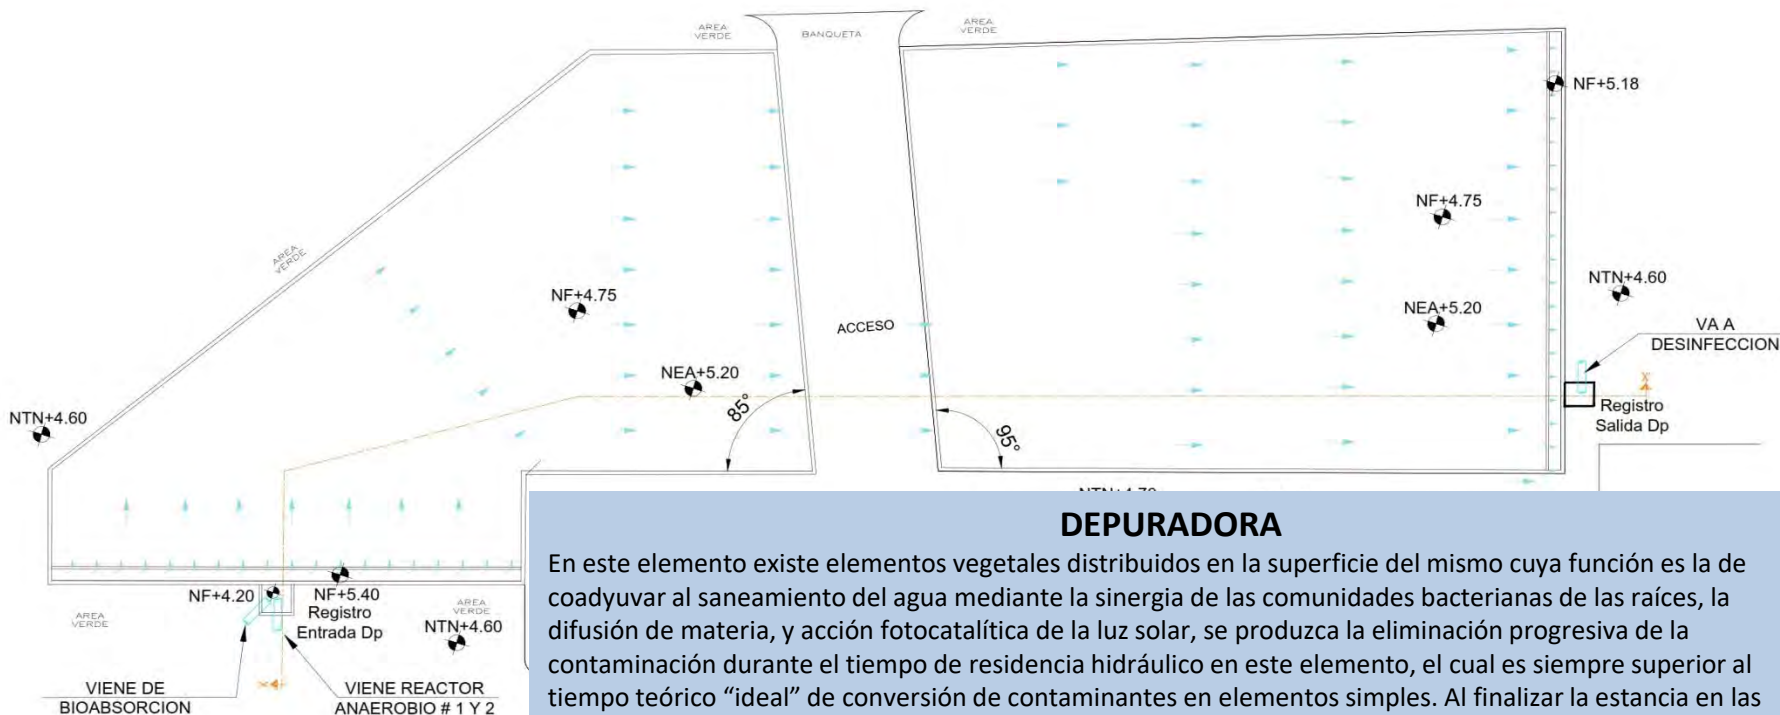 AREA
VERDE
BANQUETA
AREA
VERDE
NF+5.18
NF+4.75
AREA
VERDE
NTN+4.60
NF+4.75
NEA+5.20
ACCESO
VA A
DESINFECCION
NEA+5.20
85°
95°
X
Registro
Salida Dp
NTN+4.60
NTN+4.70
NF+4.20
NF+5.40
Registro
Entrada Dp
AREA
VERDE
AREA
VERDE
NTN+4.60
X
VIENE DE
BIOABSORCION
VIENE REACTOR
ANAEROBIO # 1 Y 2
DEPURADORA
En este elemento existe elementos vegetales distribuidos en la superficie del mismo cuya función es la de
coadyuvar al saneamiento del agua mediante la sinergia de las comunidades bacterianas de las raíces, la
difusión de materia, y acción fotocatalítica de la luz solar, se produzca la eliminación progresiva de la
contaminación durante el tiempo de residencia hidráulico en este elemento, el cual es siempre superior al
tiempo teórico “ideal” de conversión de contaminantes en elementos simples. Al finalizar la estancia en las